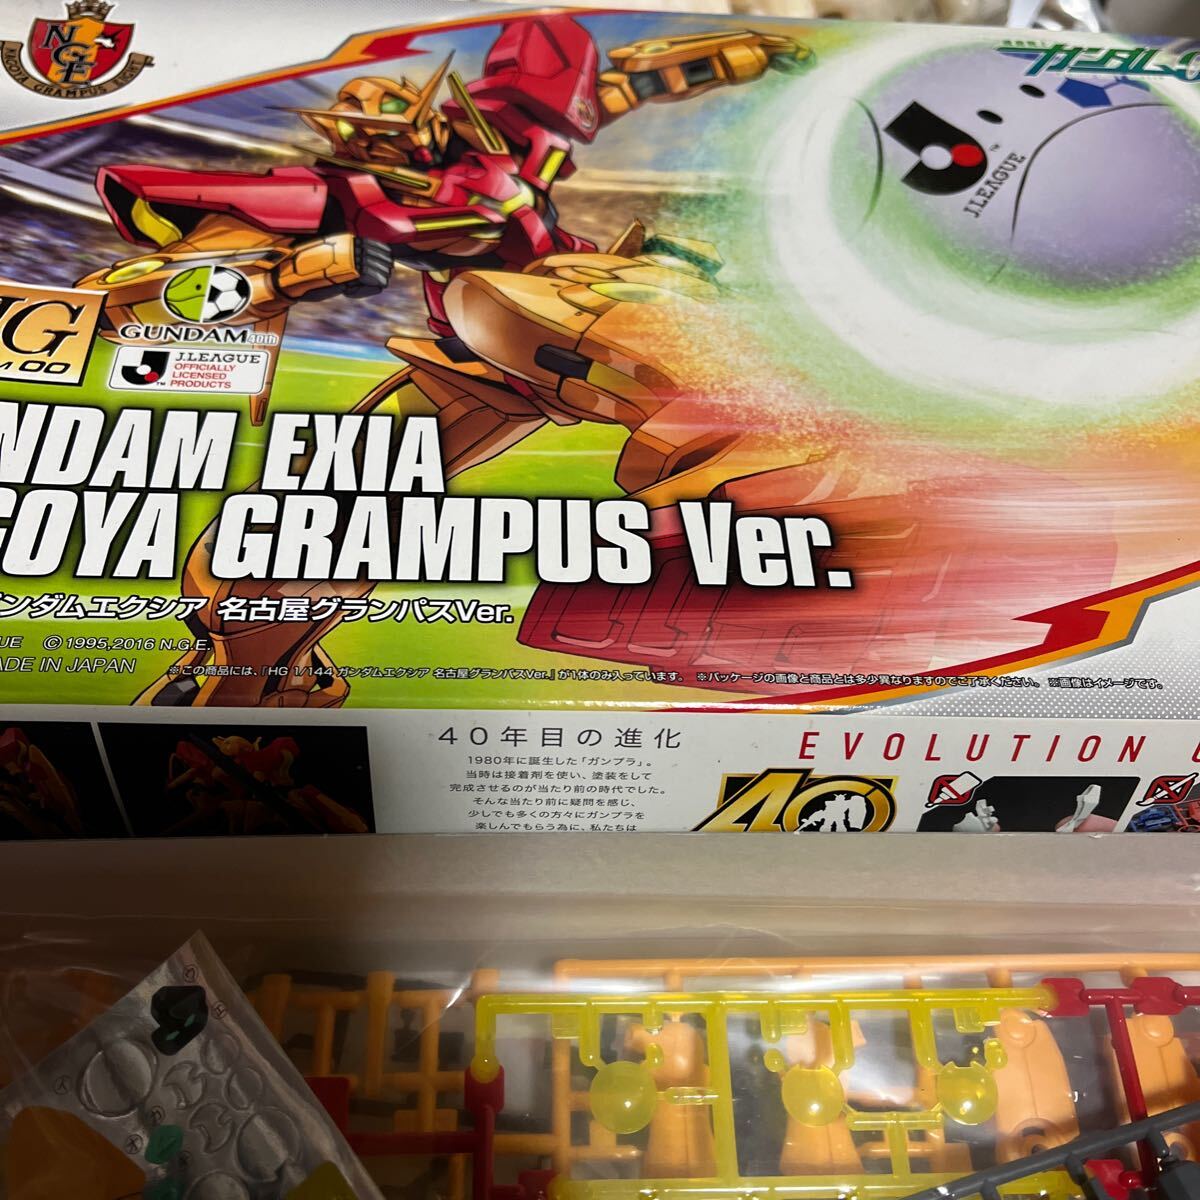 NGE
NAGOYA GRAMPUS EIGHT
ガンダム
J.LEAGUE
HG
00
GUNDAM 40th
J.LEAGUE
OFFICIALLY
LICENSED
PRODUCTS
NDAM EXIA
GOYA GRAMPUS Ver.
ンダムエクシア 名古屋グランパスVer.
UE ©1995,2016 N.G.E.
ADE IN JAPAN
※この商品には、「HG 1/144 ガンダムエクシア 名古屋グランパスVer.」が1体のみ入っています。 ※パッケージの画像と商品とは多少異なりますのでご了承ください。 ※画像はイメージです。
40年目の進化
1980年に誕生した「ガンプラ」。
当時は接着剤を使い、塗装をして
完成させるのが当たり前の時代でした。
そんな当たり前に疑問を感じ、
少しでも多くの方々にガンプラを
楽しんでもらう為に、私たちは
EVOLUTION
40